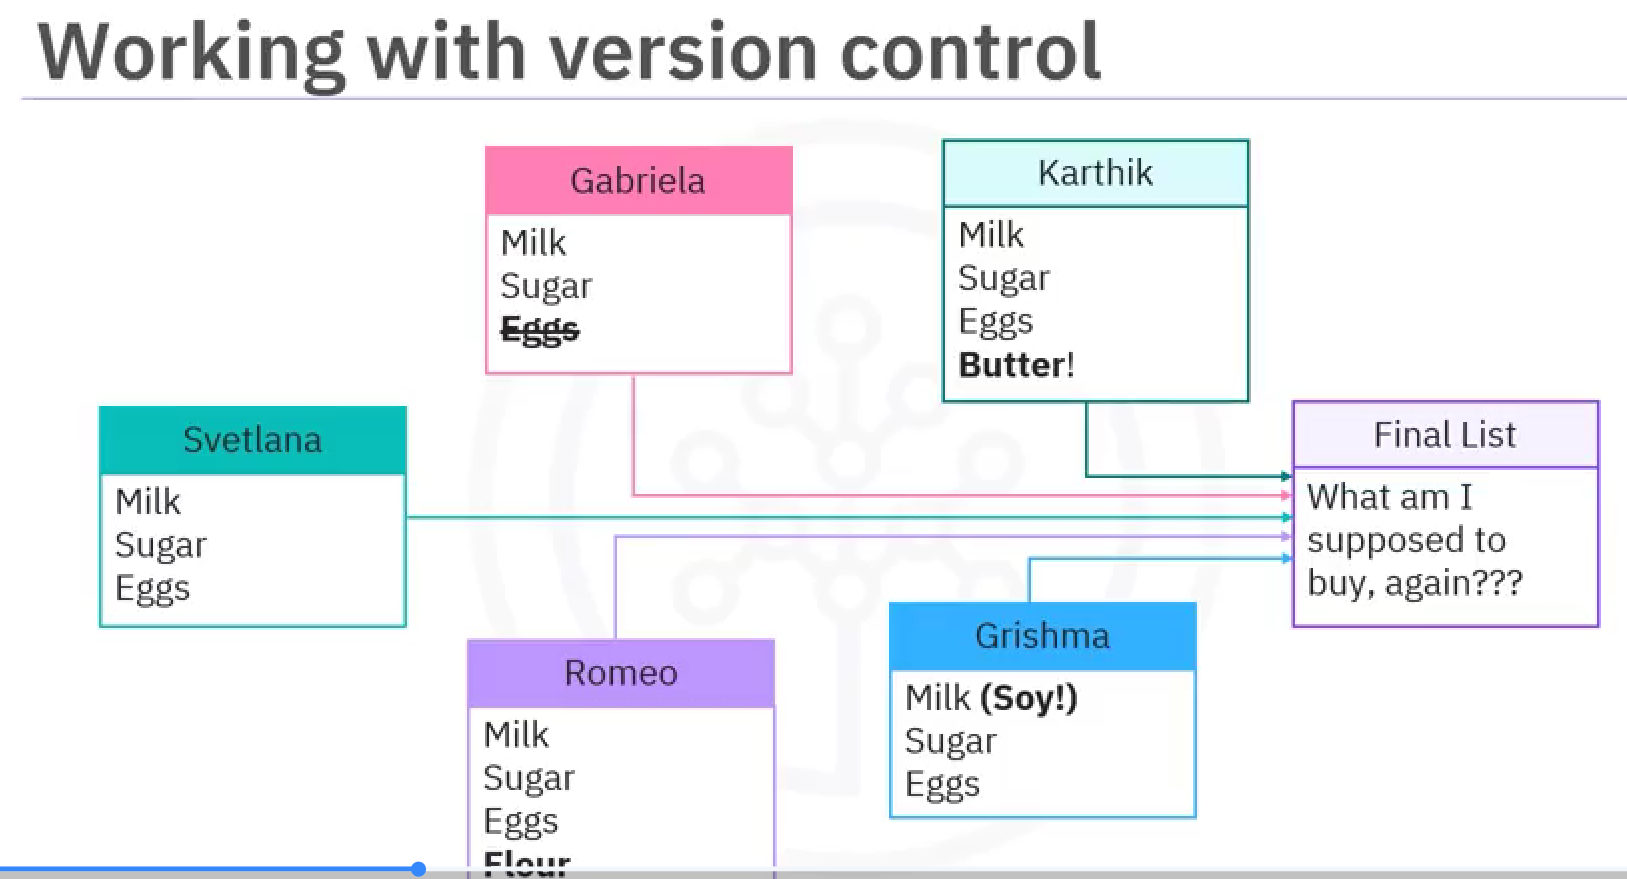 Working with version control
Gabriela
Milk
Sugar
Eggs
Karthik
Milk
Sugar
Eggs
Butter!
Svetlana
Milk
Sugar
Eggs
Final List
What am I
supposed to
buy, again???
Romeo
Milk
Sugar
Eggs
Flour
Grishma
Milk (Soy!)
Sugar
Eggs